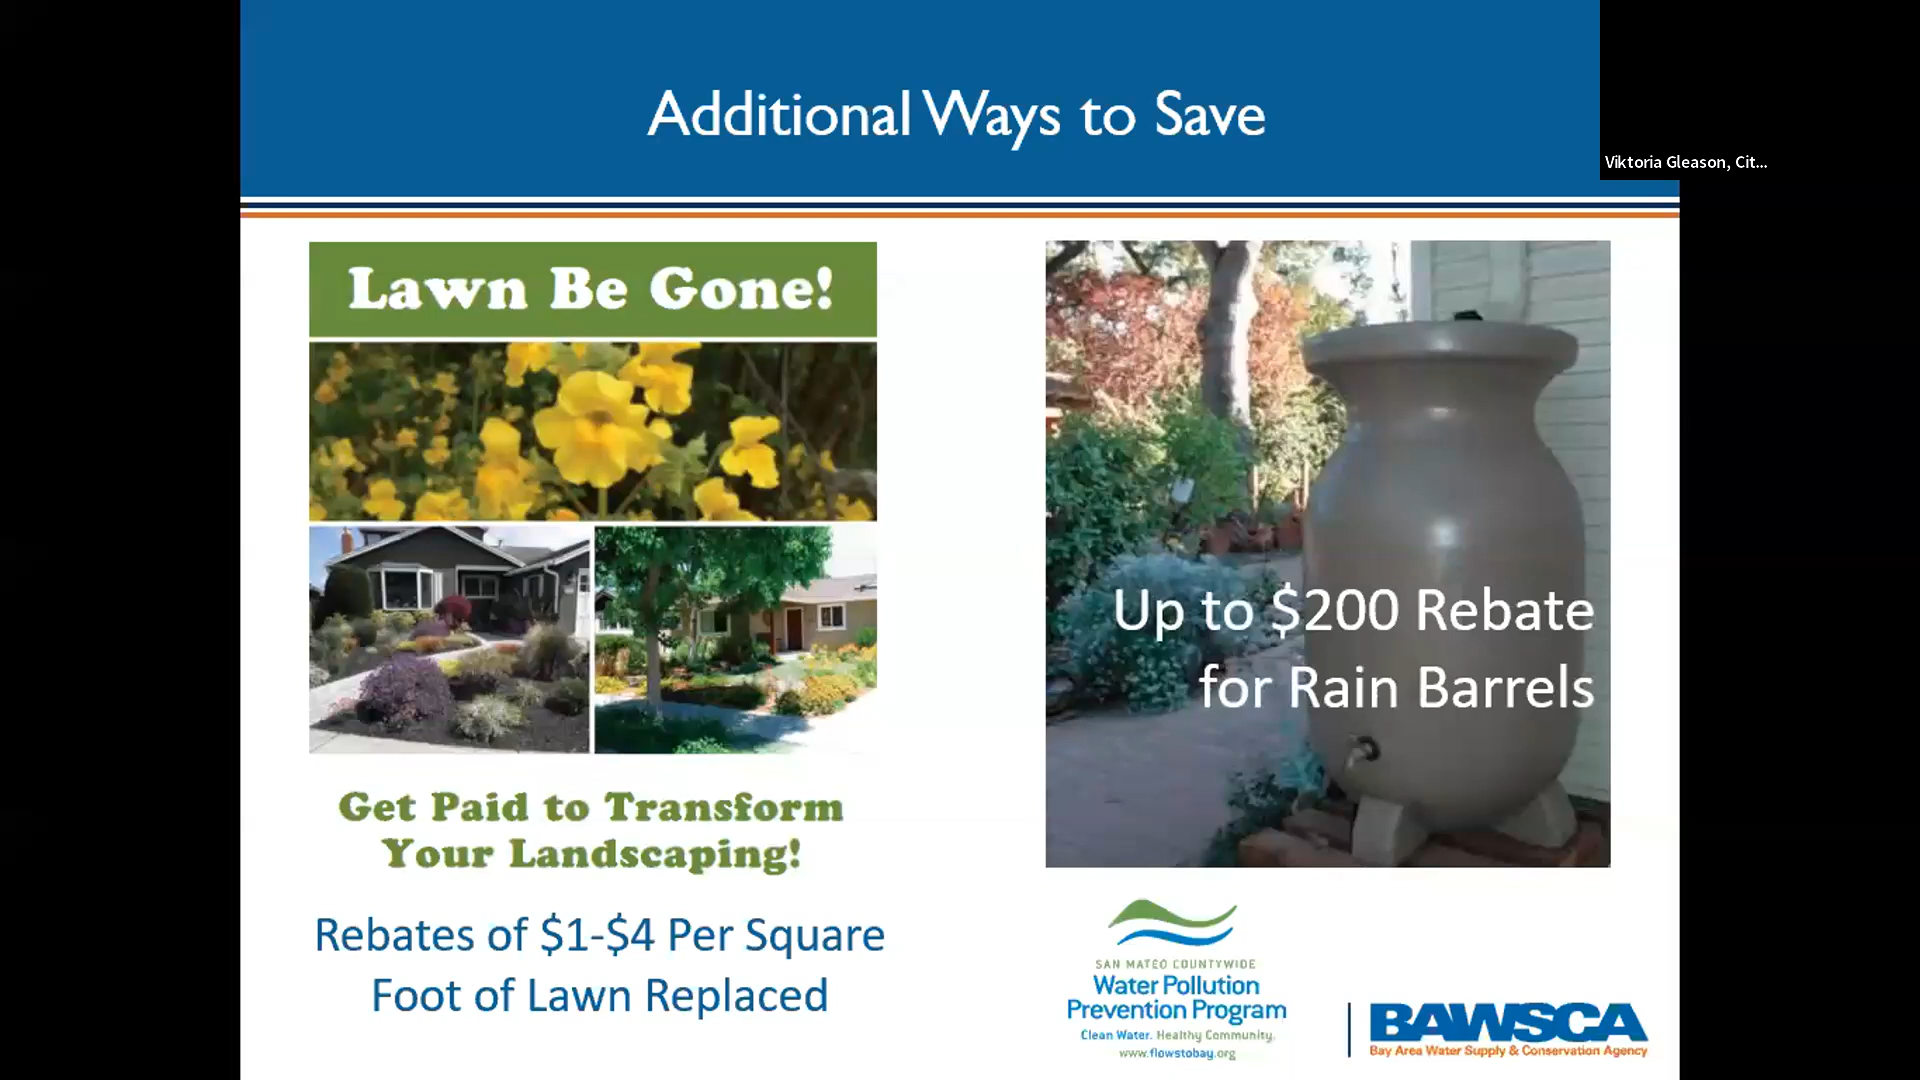 Additional Ways to Save
Viktoria Gleason, Cit...
Lawn Be Gone!
Get Paid to Transform
Your Landscaping!
Rebates of $1-$4 Per Square
Foot of Lawn Replaced
Up to $200 Rebate
for Rain Barrels
SAN MATEO COUNTYWIDE
Water Pollution
Prevention Program
Clean Water. Healthy Community.
www.flowstobay.org
BAWSCA
Bay Area Water Supply & Conservation Agency